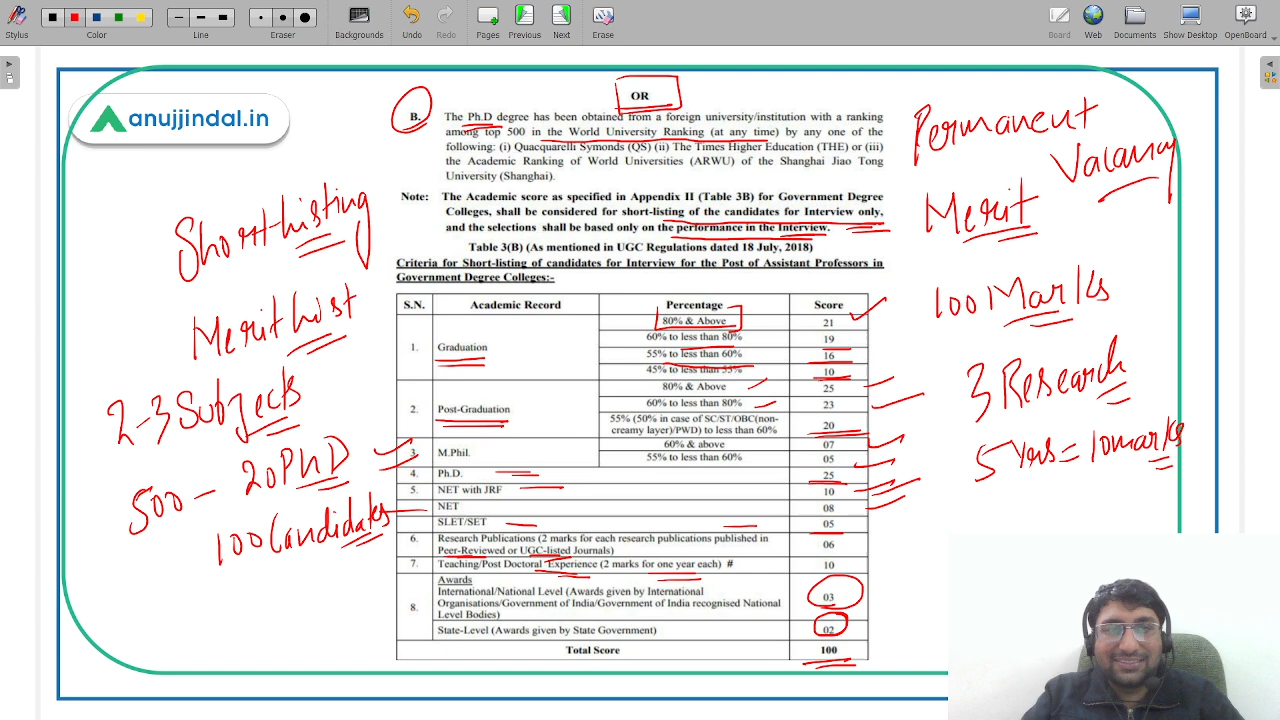 Stylus
Color
Line
Eraser
Backgrounds
Undo
Redo
Pages
Previous
Next
Erase
Board
Web
Documents
Show Desktop
OpenBoard
anujjindal.in
OR
B. The Ph.D degree has been obtained from a foreign university/institution with a ranking
among top 500 in the World University Ranking (at any time) by any one of the
following: (i) Quacquarelli Symonds (QS) (ii) The Times Higher Education (THE) or (iii)
the Academic Ranking of World Universities (ARWU) of the Shanghai Jiao Tong
University (Shanghai).
Note: The Academic score as specified in Appendix II (Table 3B) for Government Degree
Colleges, shall be considered for short-listing of the candidates for Interview only,
and the selections shall be based only on the performance in the Interview.
Table 3(B) (As mentioned in UGC Regulations dated 18 July, 2018)
Criteria for Short-listing of candidates for Interview for the Post of Assistant Professors in
Government Degree Colleges:-
S.N. Academic Record Percentage Score
1. Graduation 80% & Above 21
60% to less than 80% 19
55% to less than 60% 16
45% to less than 55% 10
2. Post-Graduation 80% & Above 25
60% to less than 80% 23
55% (50% in case of SC/ST/OBC(non-
creamy layer)/PWD) to less than 60% 20
3. M.Phil. 60% & above 07
55% to less than 60% 05
4. Ph.D. 25
5. NET with JRF 10
NET 08
SLET/SET 05
6. Research Publications (2 marks for each research publications published in
Peer-Reviewed or UGC-listed Journals) 06
7. Teaching/Post Doctoral Experience (2 marks for one year each) # 10
8. Awards
International/National Level (Awards given by International
Organisations/Government of India/Government of India recognised National
Level Bodies) 03
State-Level (Awards given by State Government) 02
Total Score 100
Shortlisting
Merit List
2-3 Subjects
500 - 20 PhD
100 Candidates
Permanent
Vacancy
Merit
100 Marks
3 Research
5 Yrs = 10 marks